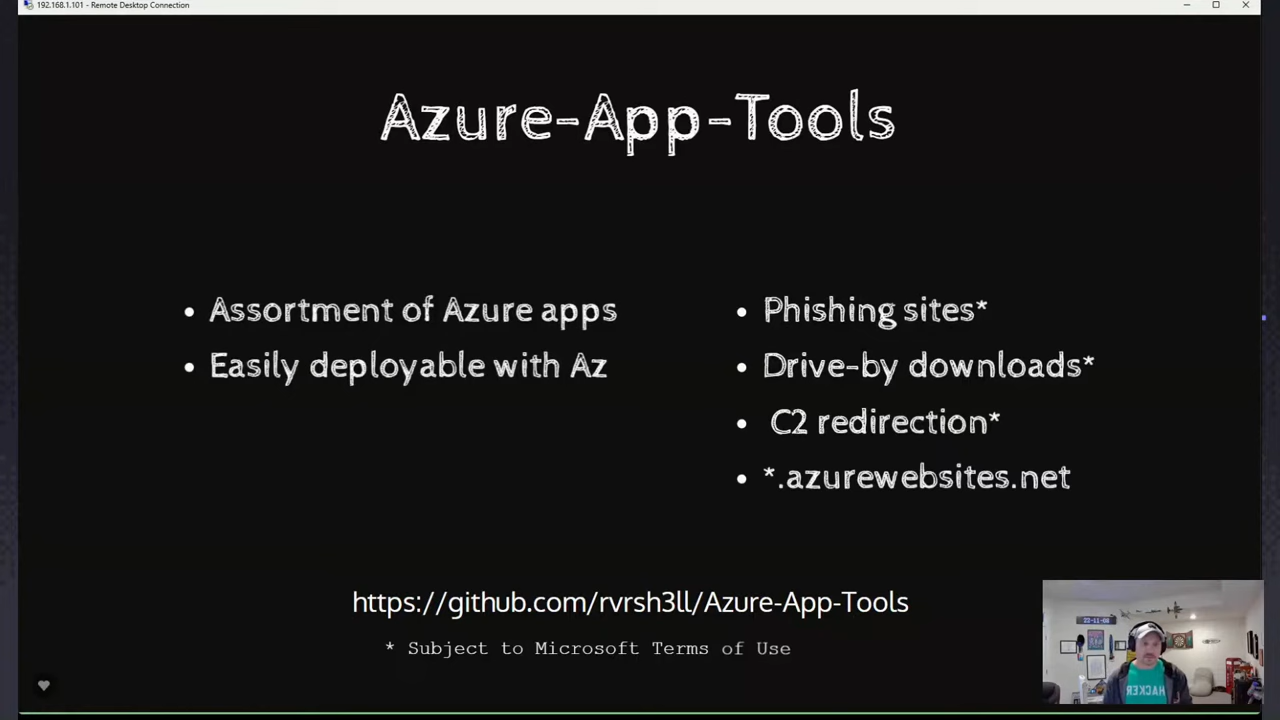 192.168.1.101 - Remote Desktop Connection
Azure-App-Tools
• Assortment of Azure apps
• Easily deployable with Az
• Phishing sites*
• Drive-by downloads*
• C2 redirection*
• *.azurewebsites.net
https://github.com/rvrsh3ll/Azure-App-Tools
* Subject to Microsoft Terms of Use
HACKER